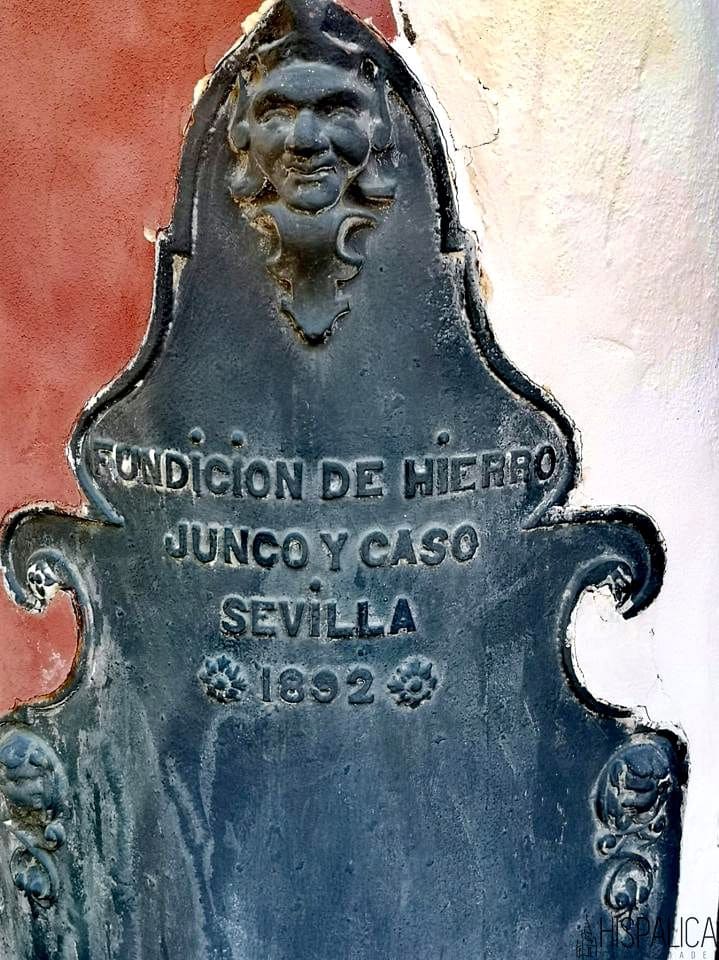 FUNDICION DE HIERRO
JUNCO Y CASO
SEVILLA
1892
HISPALICA